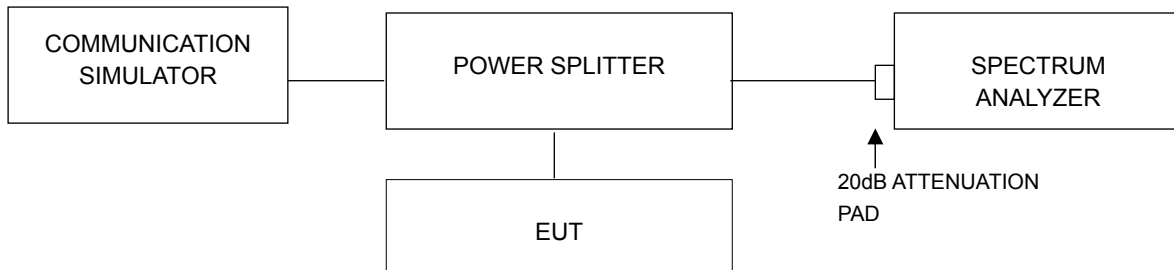 COMMUNICATION
SIMULATOR
POWER SPLITTER
SPECTRUM
ANALYZER
20dB ATTENUATION
PAD
EUT